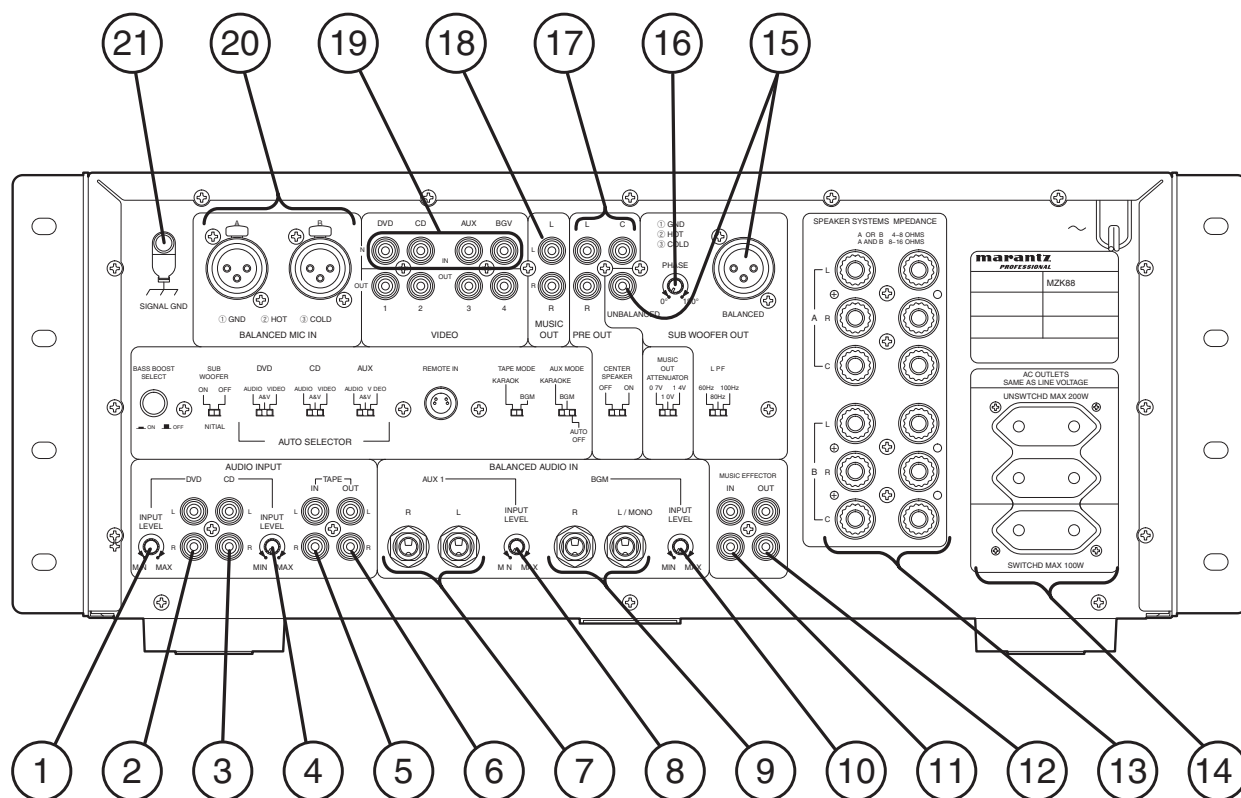 21 20 19 18 17 16 15
SIGNAL GND
A B
① GND ② HOT ③ COLD
BALANCED MIC IN
DVD CD AUX BGV
N IN
OUT OUT
1 2 3 4
VIDEO
L
L
R
R
MUSIC
OUT
L C
R
PRE OUT
① GND
② HOT
③ COLD
PHASE
0° 180°
UNBALANCED
BALANCED
SUB WOOFER OUT
SPEAKER SYSTEMS MPEDANCE
A OR B 4–8 OHMS
A AND B 8–16 OHMS
L
A R
C
L
B R
C
marantz
PROFESSIONAL
MZK88
AC OUTLETS
SAME AS LINE VOLTAGE
UNSWTCHD MAX 200W
SWITCHD MAX 100W
BASS BOOST
SELECT
ON OFF
SUB
WOOFER
ON OFF
NITIAL
DVD
AUDIO VIDEO
A&V
CD
AUDIO VIDEO
A&V
AUX
AUDIO V DEO
A&V
AUTO SELECTOR
REMOTE IN
TAPE MODE
KARAOK
BGM
AUX MODE
KARAOKE
BGM
AUTO
OFF
CENTER
SPEAKER
OFF ON
MUSIC
OUT
ATTENUATOR
0 7V 1 4V
1 0V
L PF
60Hz 100Hz
80Hz
AUDIO INPUT
DVD CD
INPUT
LEVEL
MIN MAX
L L
R R
INPUT
LEVEL
MIN MAX
TAPE
IN OUT
L L
R R
BALANCED AUDIO IN
AUX 1
R L
INPUT
LEVEL
M N MAX
BGM
R L / MONO
INPUT
LEVEL
MIN MAX
MUSIC EFFECTOR
IN OUT
1 2 3 4 5 6 7 8 9 10 11 12 13 14